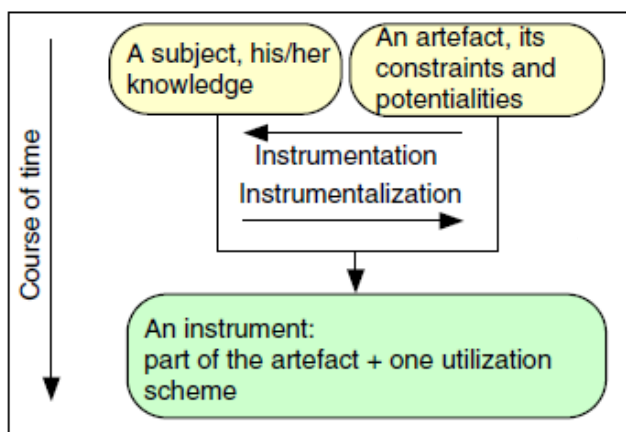 Course of time
A subject, his/her
knowledge
An artefact, its
constraints and
potentialities
Instrumentation
Instrumentalization
An instrument:
part of the artefact + one utilization
scheme